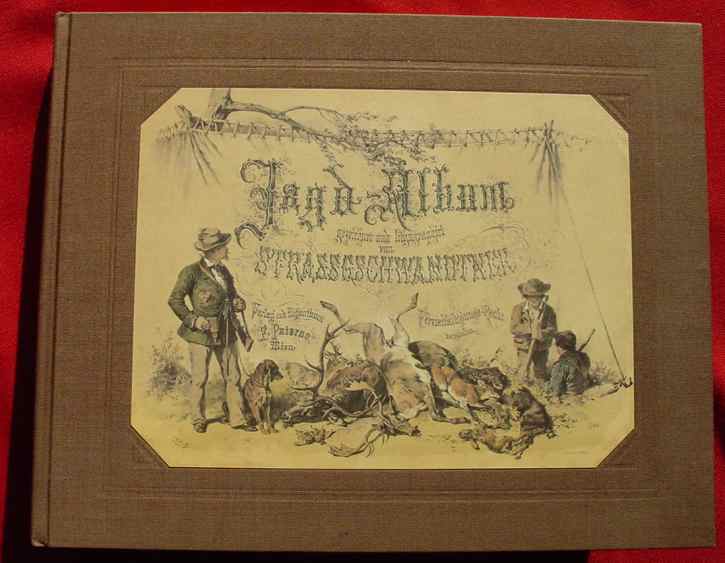 Jagd-Album
gezeichnet und lithographirt
von
STRASSGSCHWANDTNER
Verlag und Eigenthum
Paterno
Wien